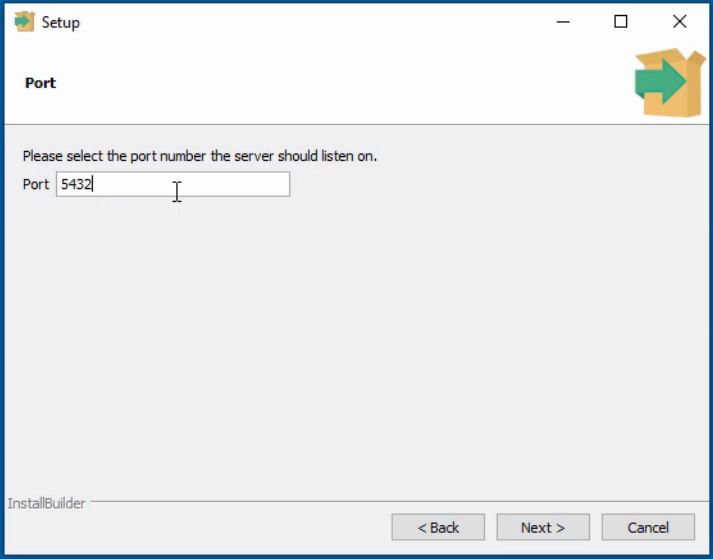 Setup
Port
Please select the port number the server should listen on.
Port 5432
InstallBuilder
< Back Next > Cancel